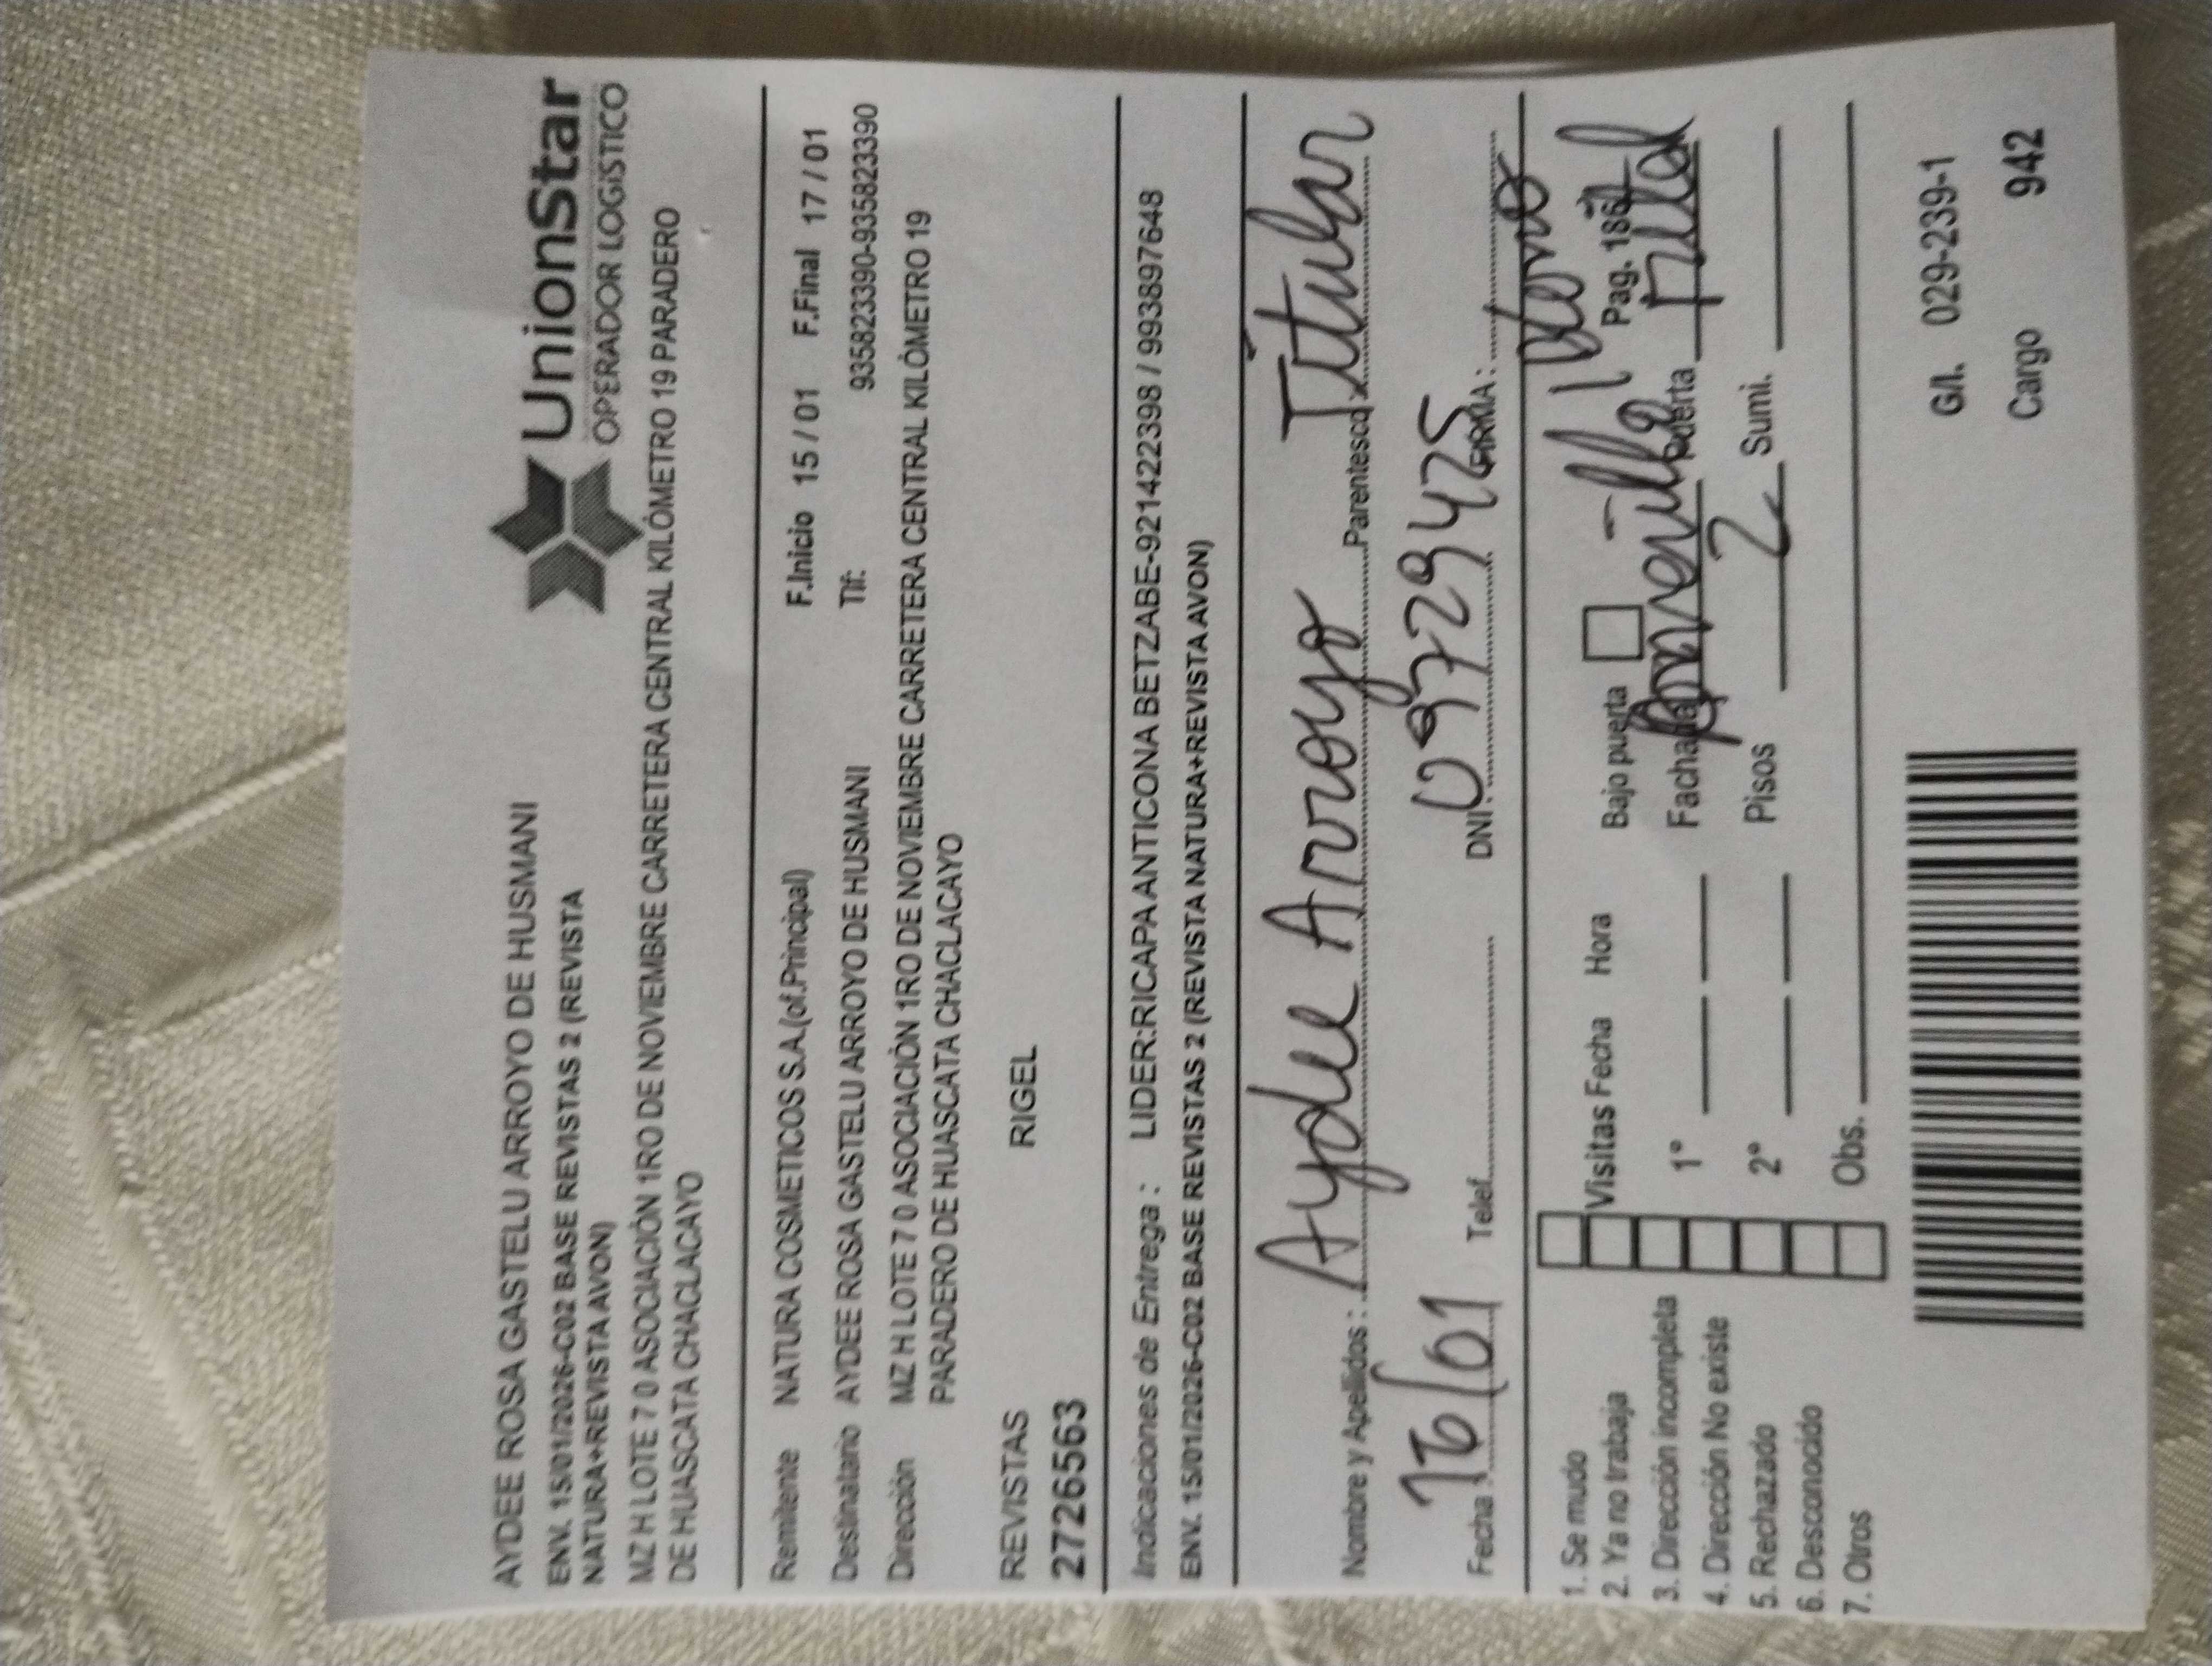 UnionStar
OPERADOR LOGíSTICO
AYDEE ROSA GASTELU ARROYO DE HUSMANI
ENV. 15/01/2026-C02 BASE REVISTAS 2 (REVISTA
NATURA+REVISTA AVON)
MZ H LOTE 7 0 ASOCIACIÓN 1RO DE NOVIEMBRE CARRETERA CENTRAL KILÓMETRO 19 PARADERO
DE HUASCATA CHACLACAYO
Remitente NATURA COSMETICOS S.A.(of.Principal) F.Inicio 15 / 01 F.Final 17 / 01
Destinatario AYDEE ROSA GASTELU ARROYO DE HUSMANI Tlf: 935823390-935823390
Dirección MZ H LOTE 7 0 ASOCIACIÓN 1RO DE NOVIEMBRE CARRETERA CENTRAL KILÓMETRO 19
PARADERO DE HUASCATA CHACLACAYO
REVISTAS RIGEL
27726563
Indicaciones de Entrega : LIDER:RICAPA ANTICONA BETZABE-921422398 / 993897648
ENV. 15/01/2026-C02 BASE REVISTAS 2 (REVISTA NATURA+REVISTA AVON)
Nombre y Apellidos : Aydee Arroyo Parentesco Titular
Fecha : 16/01 Telef. DNI: 09729425 FIRMA:
1. Se mudo
2. Ya no trabaja
3. Dirección incompleta
4. Dirección No existe
5. Rechazado
6. Desconocido
7. Otros
Visitas Fecha Hora Bajo puerta Pag. 186
1° Fachada Puerta
2° Pisos 2 Sumi.
Obs.
G/l. 029-239-1
Cargo 942